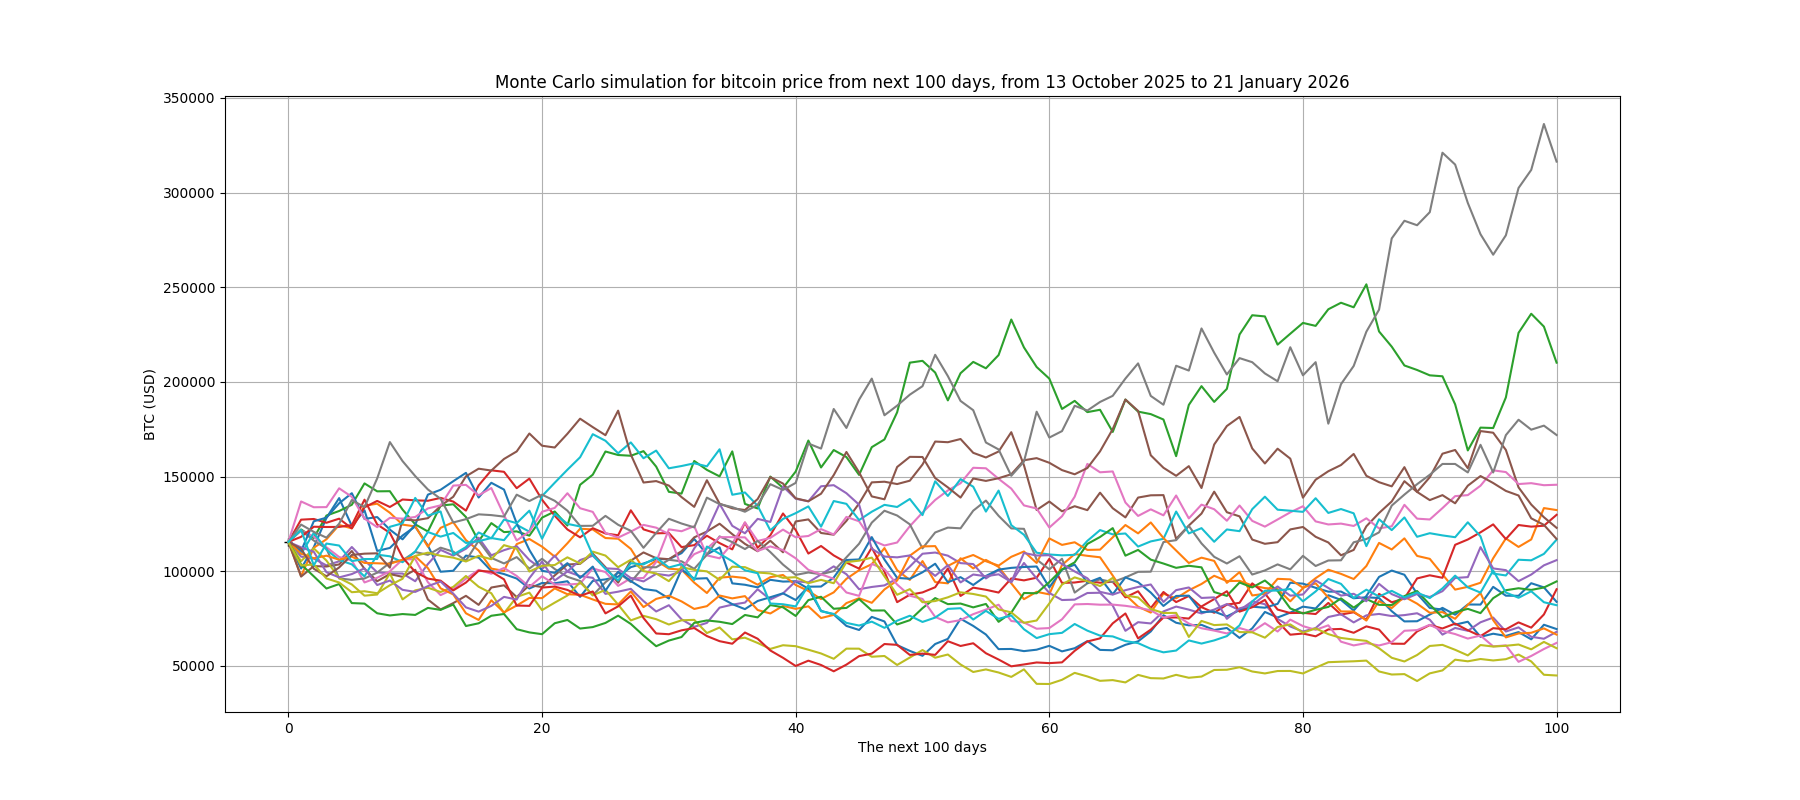 Monte Carlo simulation for bitcoin price from next 100 days, from 13 October 2025 to 21 January 2026
350000
300000
250000
200000
150000
100000
50000
BTC (USD)
0 20 40 60 80 100
The next 100 days